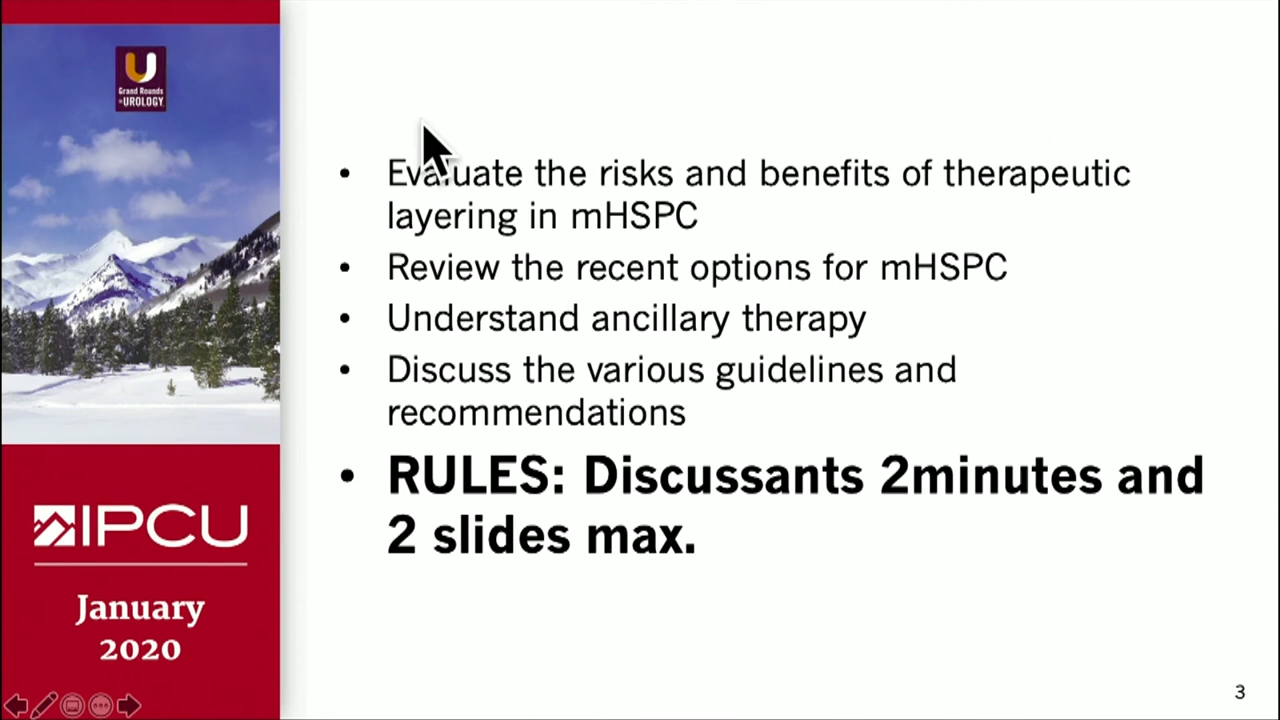 U
Grand Rounds
in UROLOGY
• Evaluate the risks and benefits of therapeutic
layering in mHSPC
• Review the recent options for mHSPC
• Understand ancillary therapy
• Discuss the various guidelines and
recommendations
• RULES: Discussants 2minutes and
2 slides max.
IPCU
January
2020
3